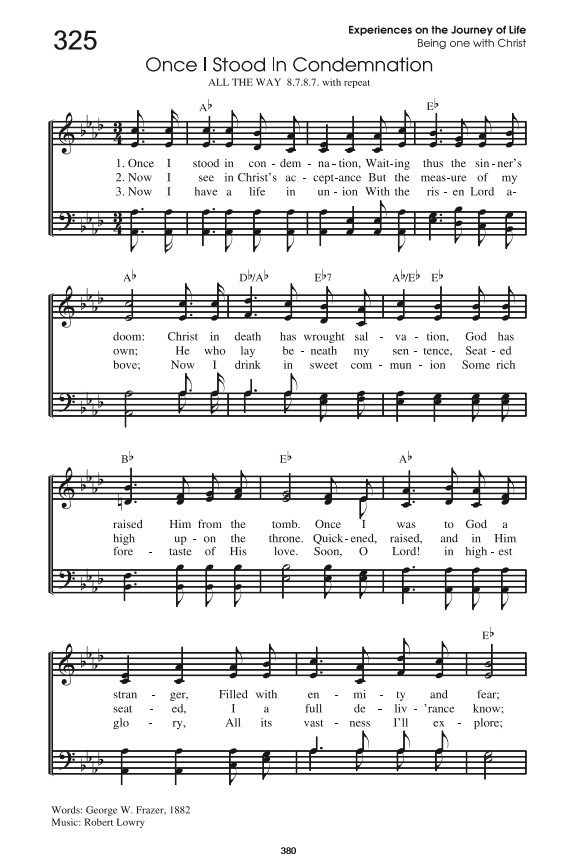 325
Experiences on the Journey of Life
Being one with Christ
Once I Stood In Condemnation
ALL THE WAY 8.7.8.7. with repeat
A♭ E♭
3 4
1. Once I stood in con - dem - na - tion, Wait-ing thus the sin-ner's
2. Now I see in Christ's ac - cept-ance But the meas-ure of my
3. Now I have a life in un - ion With the ris - en Lord a-
3 4
A♭ D♭/A♭ E♭7 A♭/E♭ E♭
doom: Christ in death has wrought sal - va - tion, God has
own; He who lay be - neath my sen - tence, Seat - ed
bove; Now I drink in sweet com - mun - ion Some rich
B♭ E♭ A♭
raised Him from the tomb. Once I was to God a
high up - on the throne. Quick-ened, raised, and in Him
fore - taste of His love. Soon, O Lord! in high - est
E♭
stran - ger, Filled with en - mi - ty and fear;
seat - ed, I a full de - liv - 'rance know;
glo - ry, All its vast - ness I'll ex - plore;
Words: George W. Frazer, 1882
Music: Robert Lowry
380